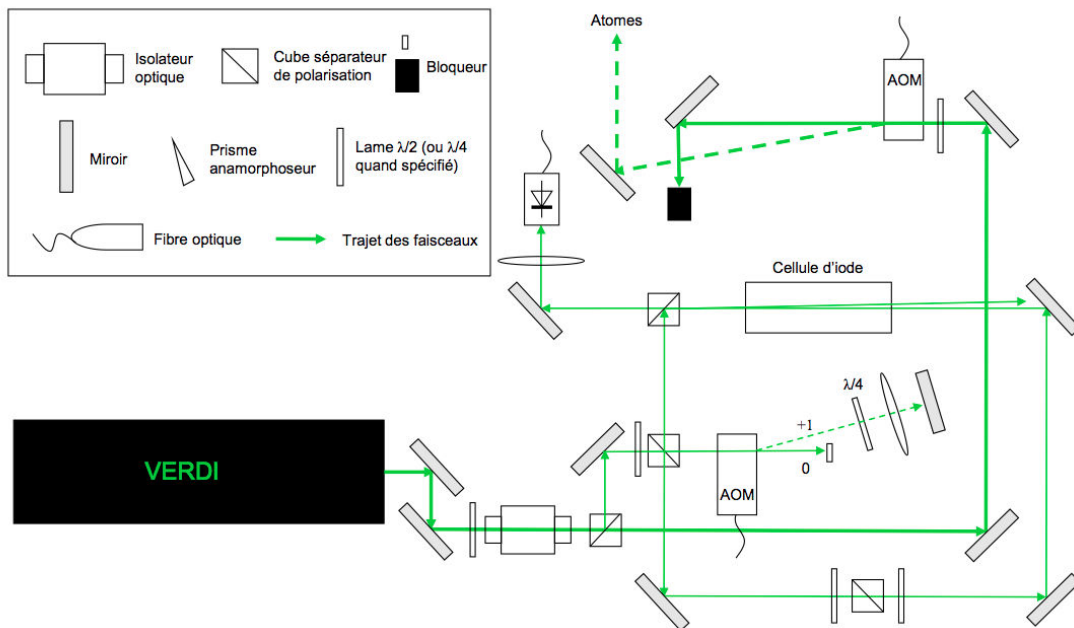 Isolateur
optique
Cube séparateur
de polarisation
Bloqueur
Miroir
Prisme
anamorphoseur
Lame λ/2 (ou λ/4
quand spécifié)
Fibre optique
Trajet des faisceaux
Atomes
AOM
Cellule d'iode
λ/4
+1
0
AOM
VERDI